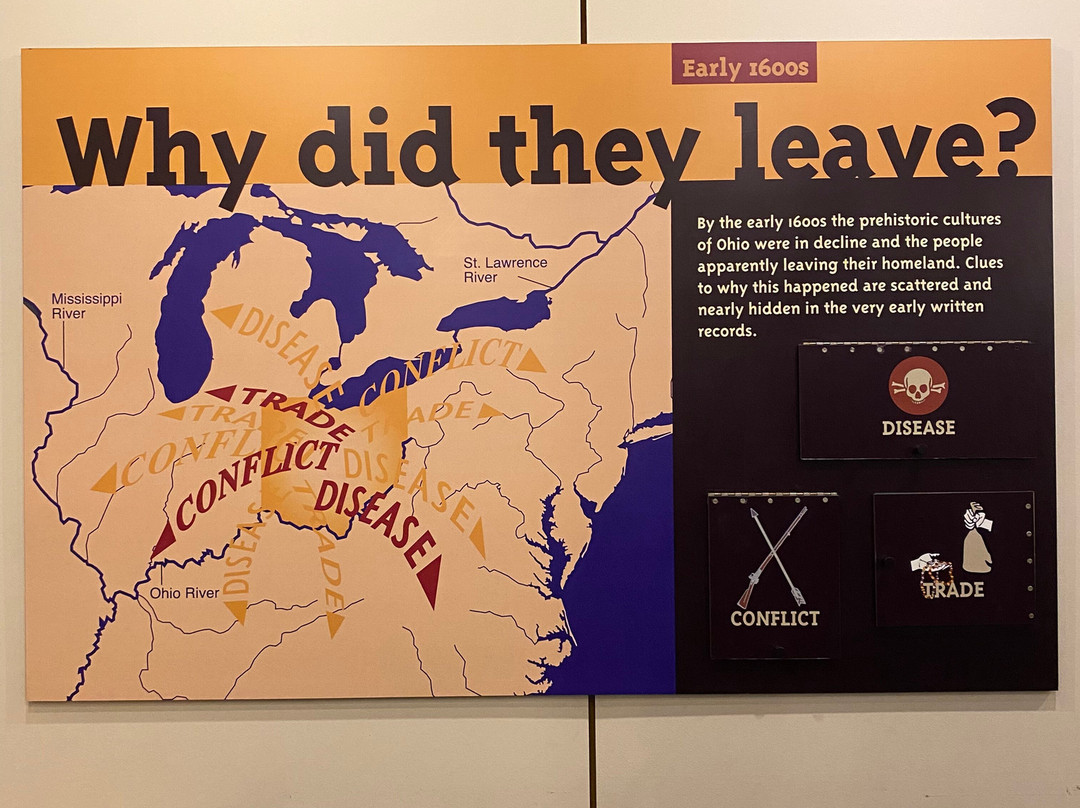 Early 1600s
Why did they leave?
By the early 1600s the prehistoric cultures
of Ohio were in decline and the people
apparently leaving their homeland. Clues
to why this happened are scattered and
nearly hidden in the very early written
records.
St. Lawrence
River
Mississippi
River
DISEASE
CONFLICT
TRADE
TRADE
TRADE
CONFLICT
CONFLICT
DISEASE
DISEASE
DISEASE
TRADE
Ohio River
DISEASE
CONFLICT
TRADE